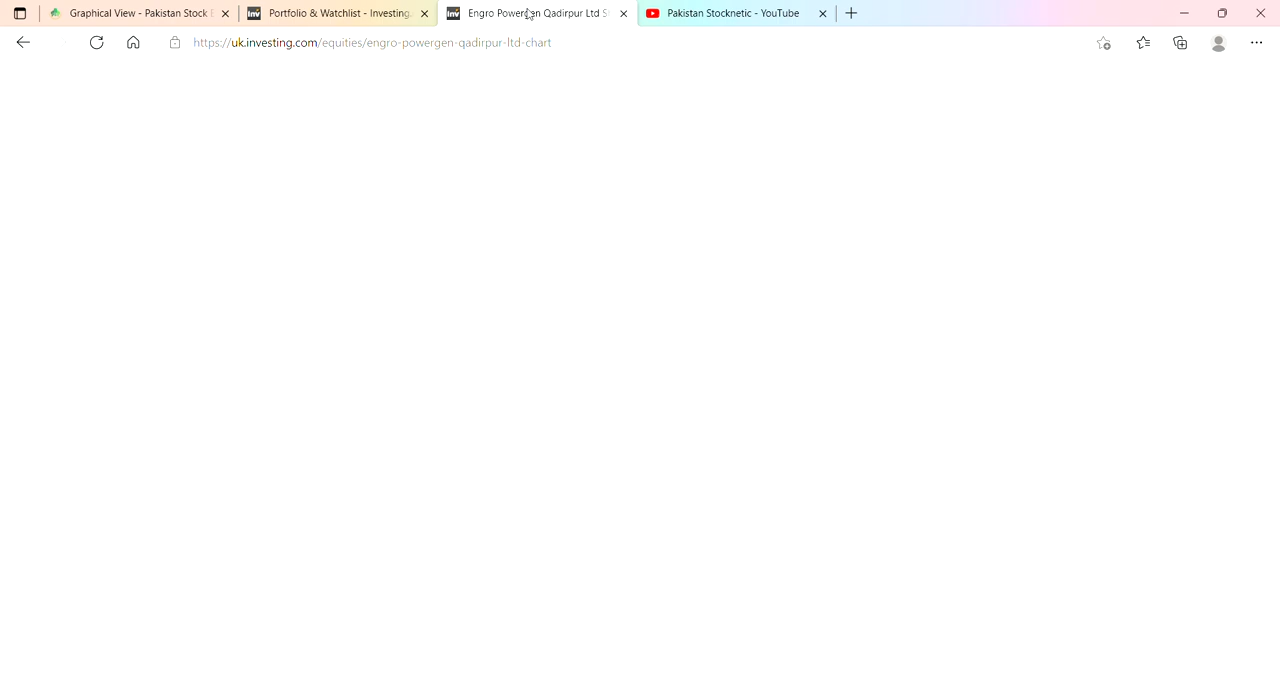 Graphical View - Pakistan Stock
Portfolio & Watchlist - Investing.
Engro Powergen Qadirpur Ltd S
Pakistan Stocknetic - YouTube
https://uk.investing.com/equities/engro-powergen-qadirpur-ltd-chart